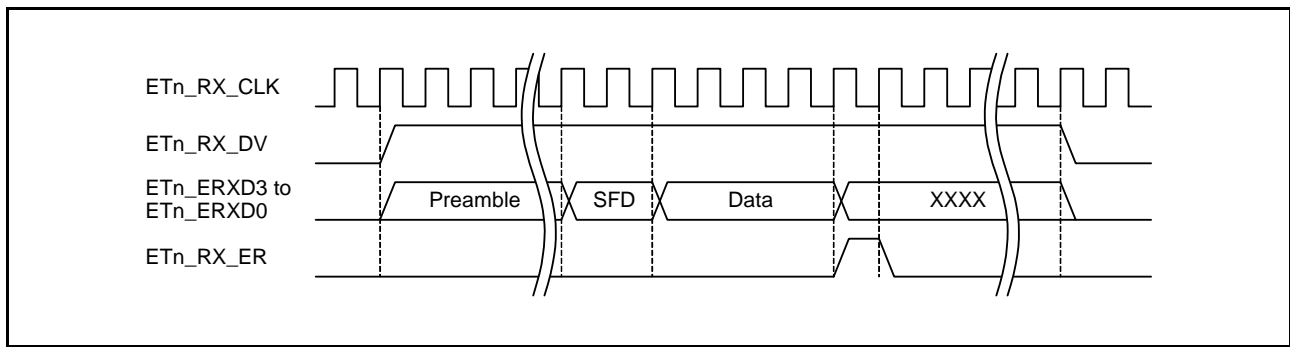 ETn_RX_CLK
ETn_RX_DV
ETn_ERXD3 to
ETn_ERXD0
Preamble
SFD
Data
XXXX
ETn_RX_ER